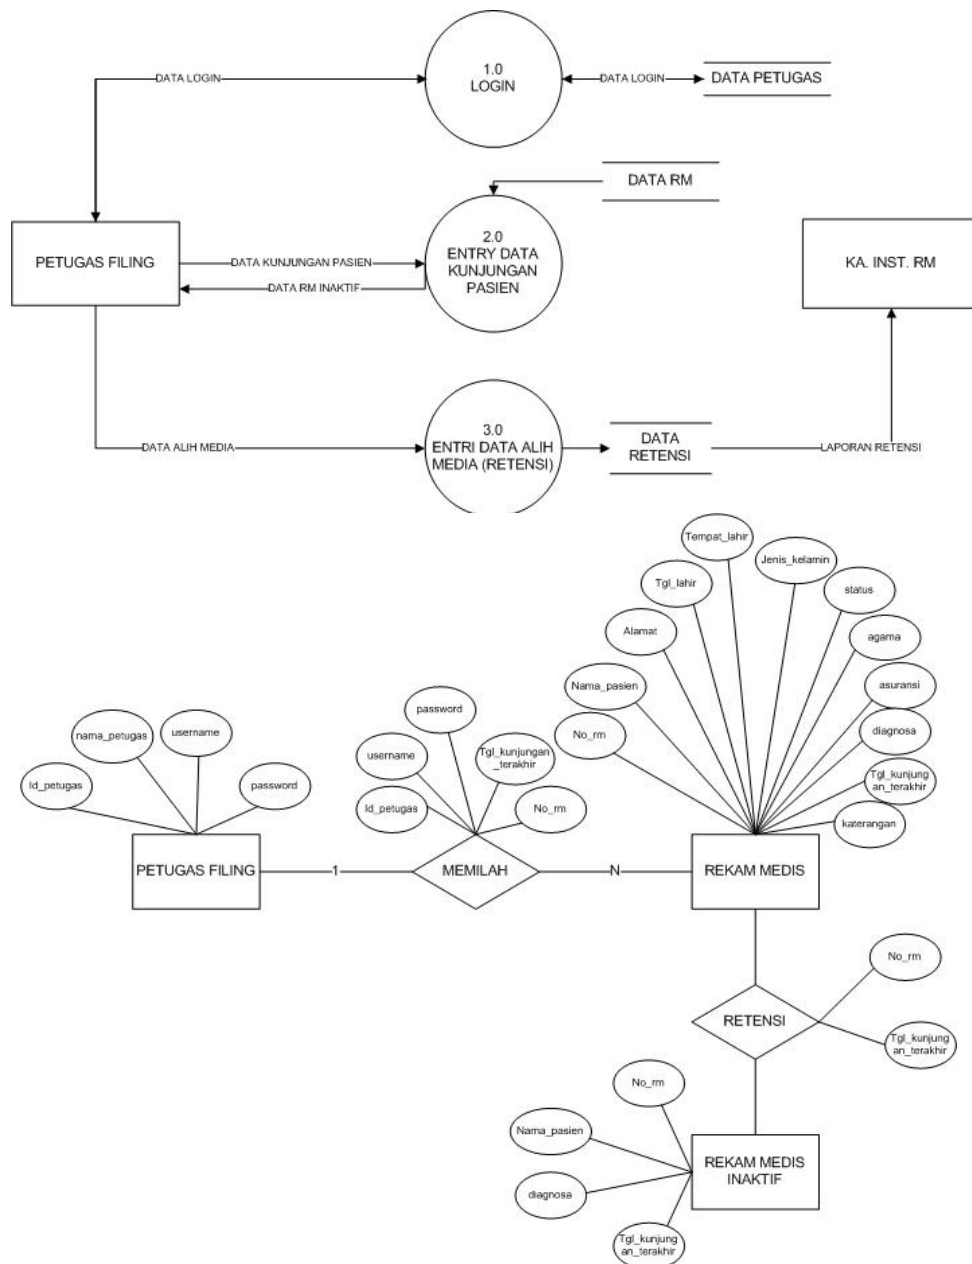 1.0
LOGIN
DATA LOGIN
DATA LOGIN
DATA PETUGAS
DATA RM
PETUGAS FILING
DATA KUNJUNGAN PASIEN
DATA RM INAKTIF
2.0
ENTRY DATA
KUNJUNGAN
PASIEN
KA. INST. RM
DATA ALIH MEDIA
3.0
ENTRI DATA ALIH
MEDIA (RETENSI)
DATA
RETENSI
LAPORAN RETENSI
Tempat_lahir
Jenis_kelamin
Tgl_lahir
status
Alamat
agama
Nama_pasien
asuransi
No_rm
diagnosa
Tgl_kunjung
an_terakhir
katerangan
password
username
Tgl_kunjungan
_terakhir
Id_petugas
No_rm
nama_petugas
username
Id_petugas
password
PETUGAS FILING
1
MEMILAH
N
REKAM MEDIS
No_rm
RETENSI
Tgl_kunjung
an_terakhir
No_rm
Nama_pasien
REKAM MEDIS
INAKTIF
diagnosa
Tgl_kunjung
an_terakhir